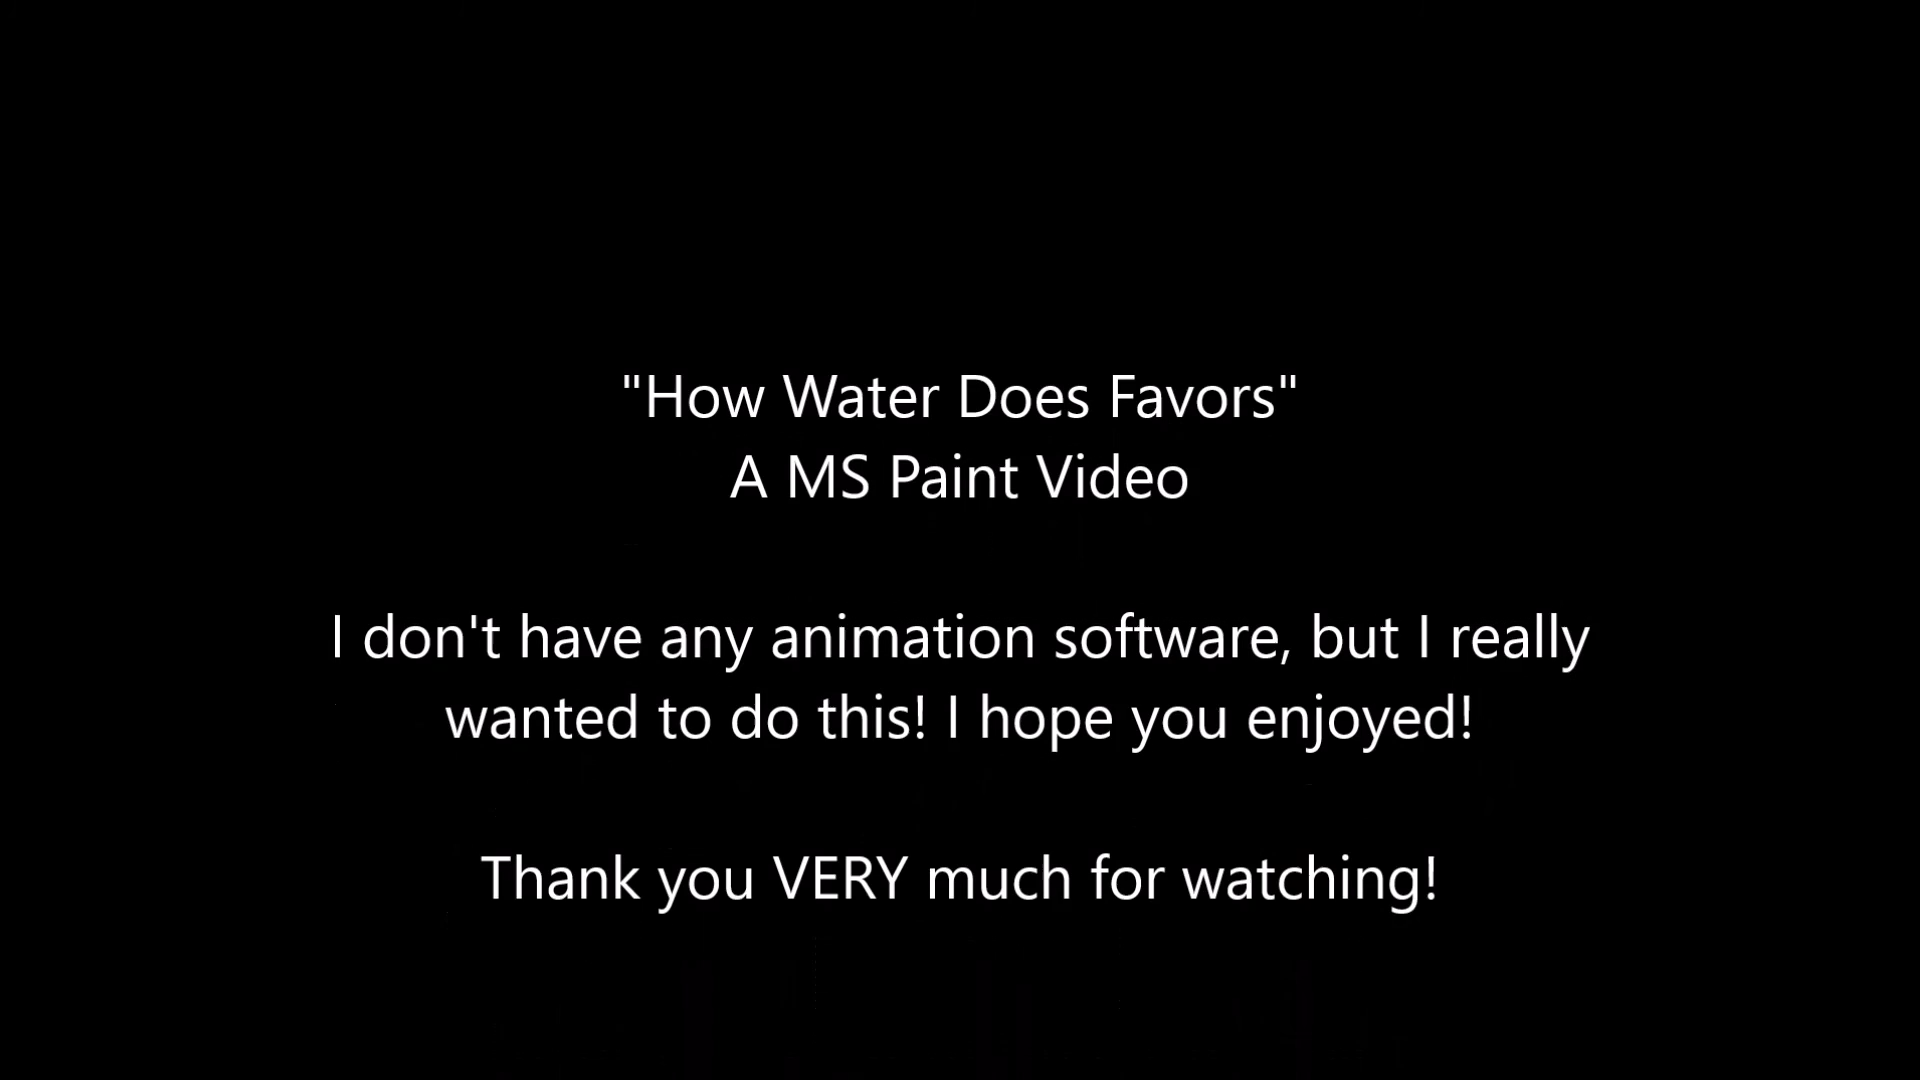 "How Water Does Favors"
A MS Paint Video
I don't have any animation software, but I really
wanted to do this! I hope you enjoyed!
Thank you VERY much for watching!